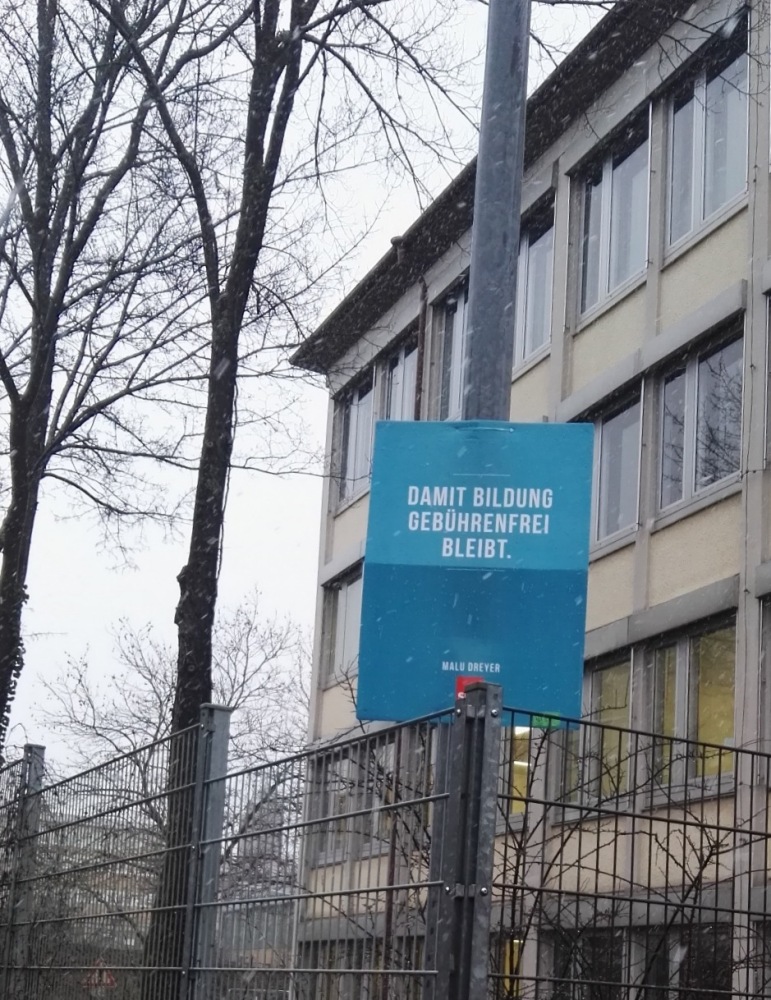 DAMIT BILDUNG
GEBÜHRENFREI
BLEIBT.
MALU DREYER